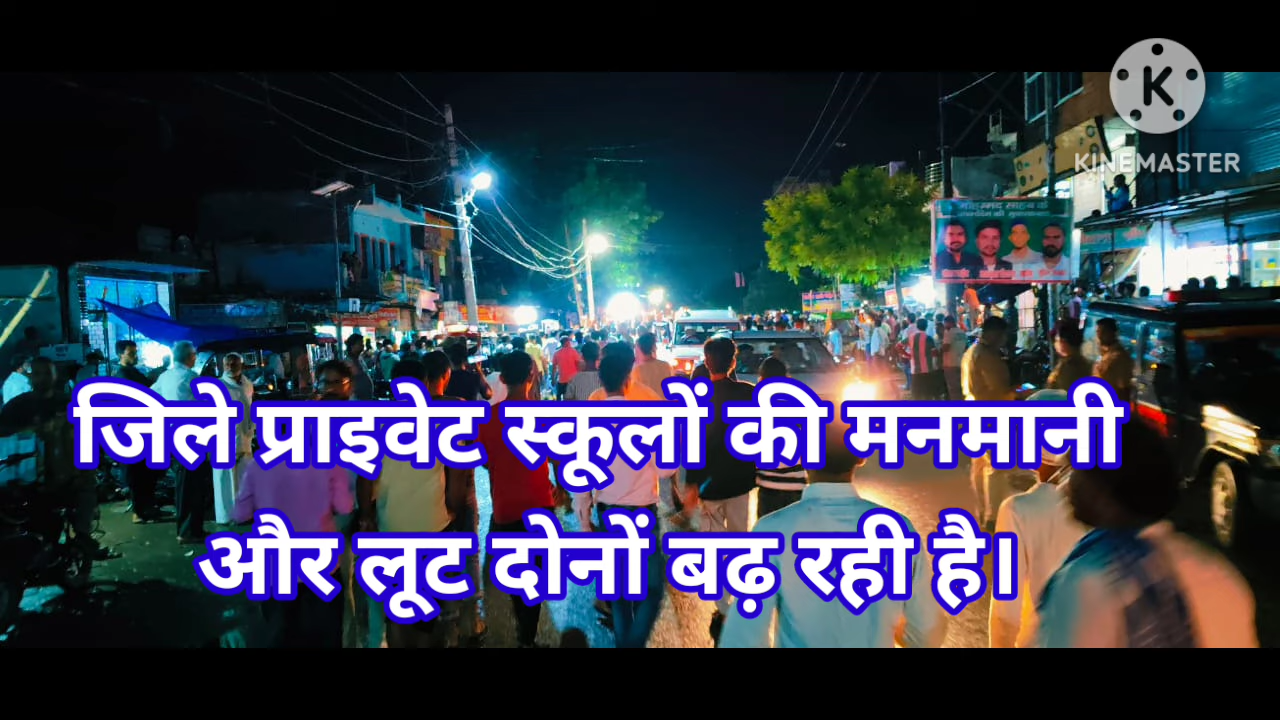 KINEMASTER
जिले प्राइवेट स्कूलों की मनमानी
और लूट दोनों बढ़ रही है।